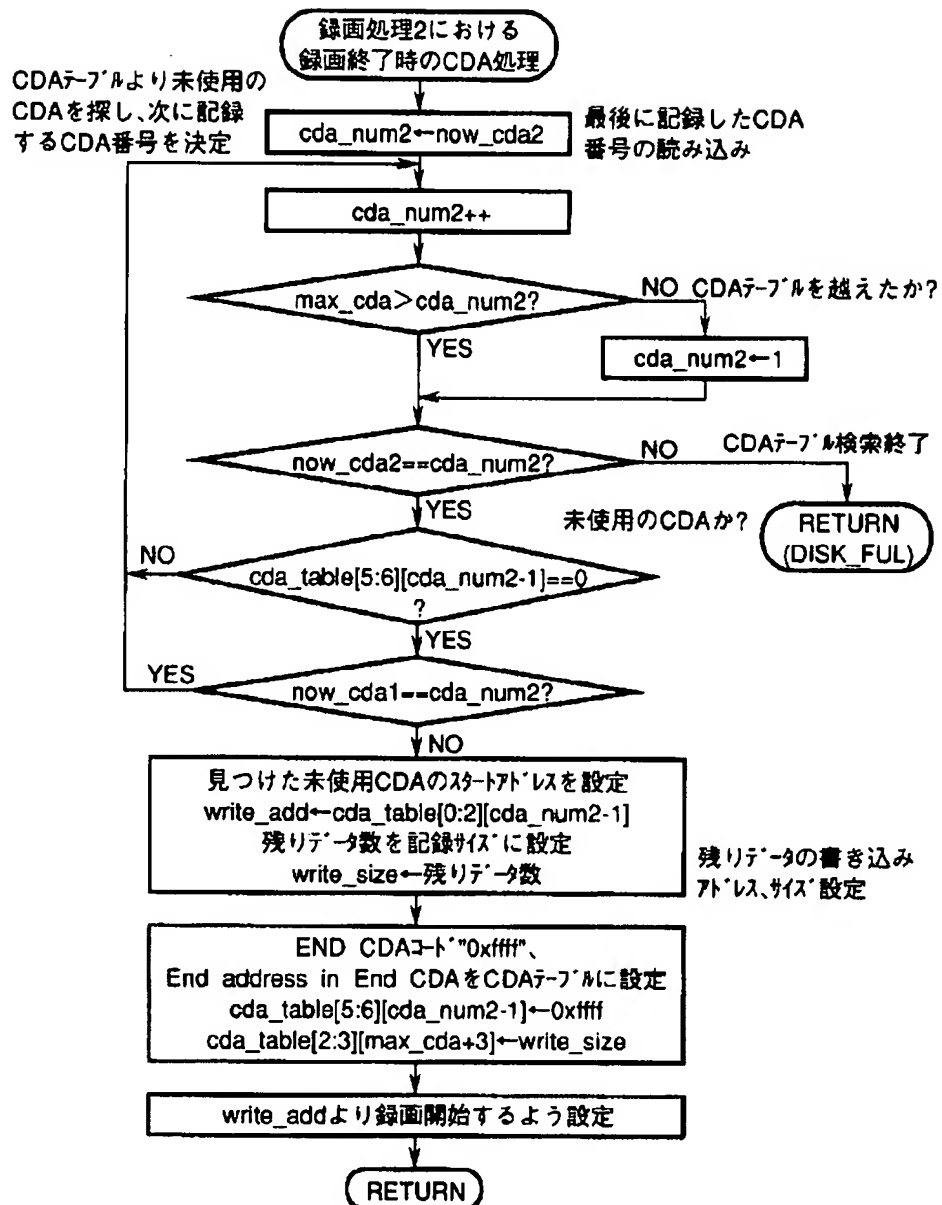 録画処理2における
録画終了時のCDA処理
CDAテーブルより未使用の
CDAを探し、次に記録
するCDA番号を決定
cda_num2←now_cda2
最後に記録したCDA
番号の読み込み
cda_num2++
max_cda>cda_num2?
NO
CDAテーブルを越えたか?
YES
cda_num2←1
now_cda2==cda_num2?
NO
CDAテーブル検索終了
YES
未使用のCDAか?
RETURN
(DISK_FUL)
NO
cda_table[5:6][cda_num2-1]==0
?
YES
YES
now_cda1==cda_num2?
NO
見つけた未使用CDAのスタートアドレスを設定
write_add←cda_table[0:2][cda_num2-1]
残りデータ数を記録サイズに設定
write_size←残りデータ数
残りデータの書き込み
アドレス、サイズ設定
END CDAコード"0xffff"、
End address in End CDAをCDAテーブルに設定
cda_table[5:6][cda_num2-1]←0xffff
cda_table[2:3][max_cda+3]←write_size
write_addより録画開始するよう設定
RETURN